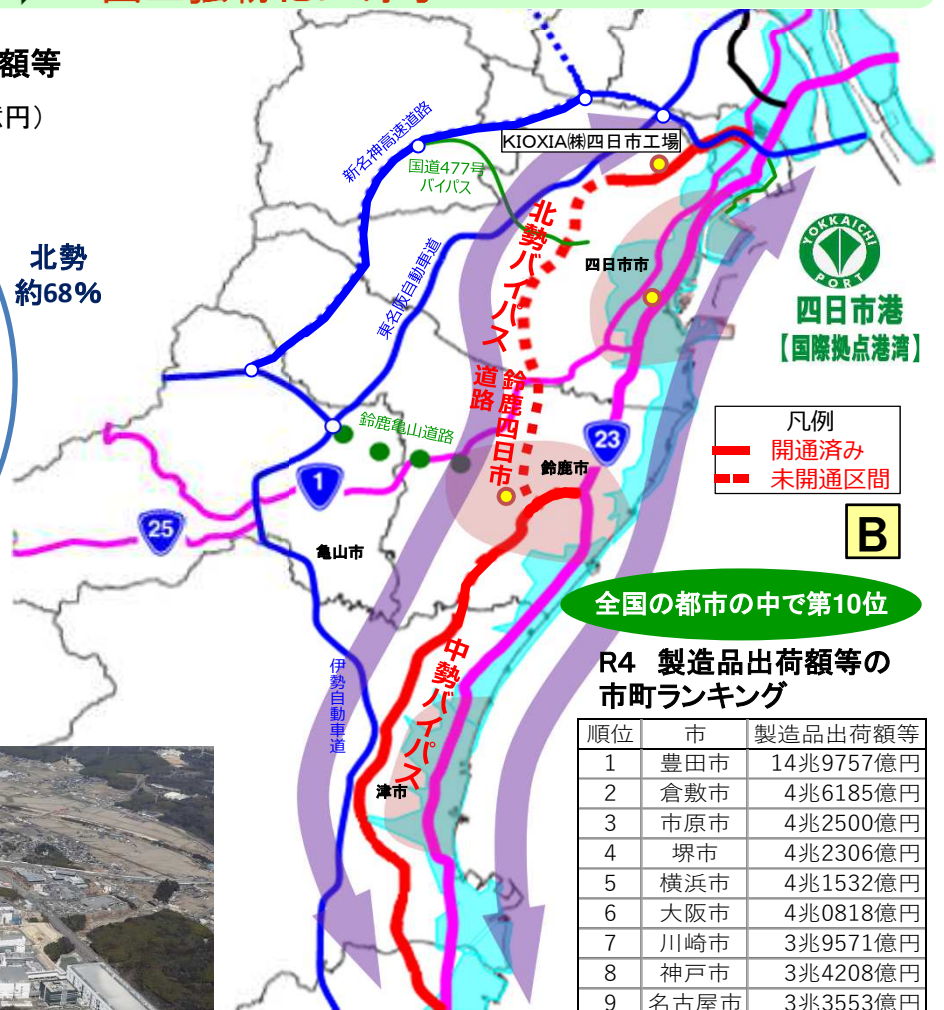 額等
円）
北勢
約68%
新名神高速道路
国道477号
バイパス
KIOXIA㈱四日市工場
東名阪自動車道
北勢バイパス
四日市市
YOKKAICHI
PORT
四日市港
【国際拠点港湾】
鈴鹿四日市
道路
鈴鹿亀山道路
鈴鹿市
23
1
25
亀山市
凡例
開通済み
未開通区間
B
中勢バイパス
伊勢自動車道
津市
全国の都市の中で第10位
R4 製造品出荷額等の
市町ランキング
順位 市 製造品出荷額等
1 豊田市 14兆9757億円
2 倉敷市 4兆6185億円
3 市原市 4兆2500億円
4 堺市 4兆2306億円
5 横浜市 4兆1532億円
6 大阪市 4兆0818億円
7 川崎市 3兆9571億円
8 神戸市 3兆4208億円
9 名古屋市 3兆3553億円